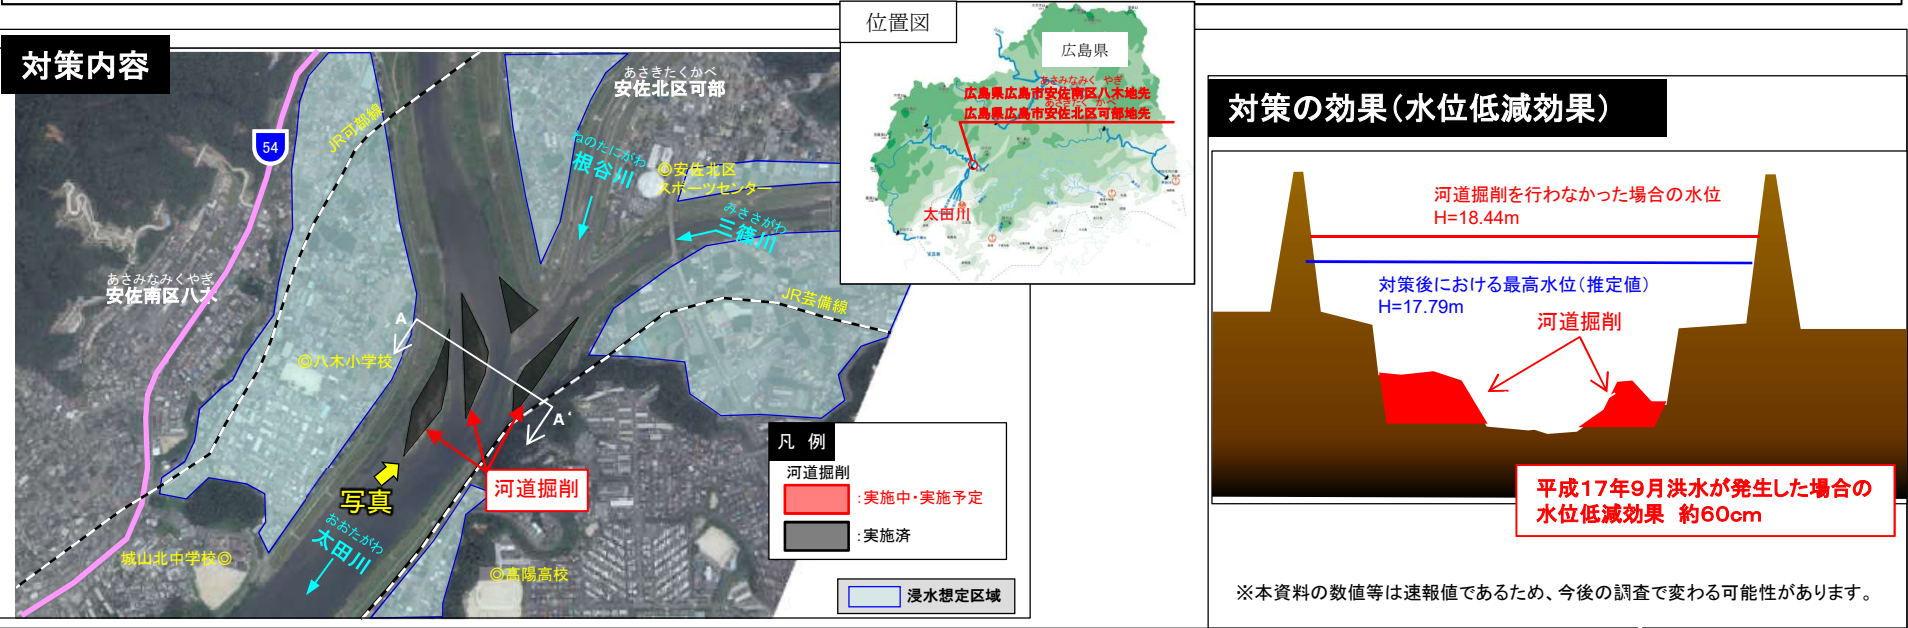 対策内容
位置図
広島県
あさみなみく やぎ
広島県広島市安佐南区八木地先
あさきたく かべ
広島県広島市安佐北区可部地先
太田川
54
JR可部線
あさきたくかべ
安佐北区可部
ねのたにがわ
根谷川
◎安佐北区
スポーツセンター
みささがわ
三篠川
あさみなみくやぎ
安佐南区八木
JR芸備線
A
A'
◎八木小学校
河道掘削
写真
おおたがわ
太田川
城山北中学校◎
◎高陽高校
凡 例
河道掘削
:実施中・実施予定
:実施済
浸水想定区域
対策の効果(水位低減効果)
河道掘削を行わなかった場合の水位
H=18.44m
対策後における最高水位(推定値)
H=17.79m
河道掘削
平成17年9月洪水が発生した場合の
水位低減効果 約60cm
※本資料の数値等は速報値であるため、今後の調査で変わる可能性があります。